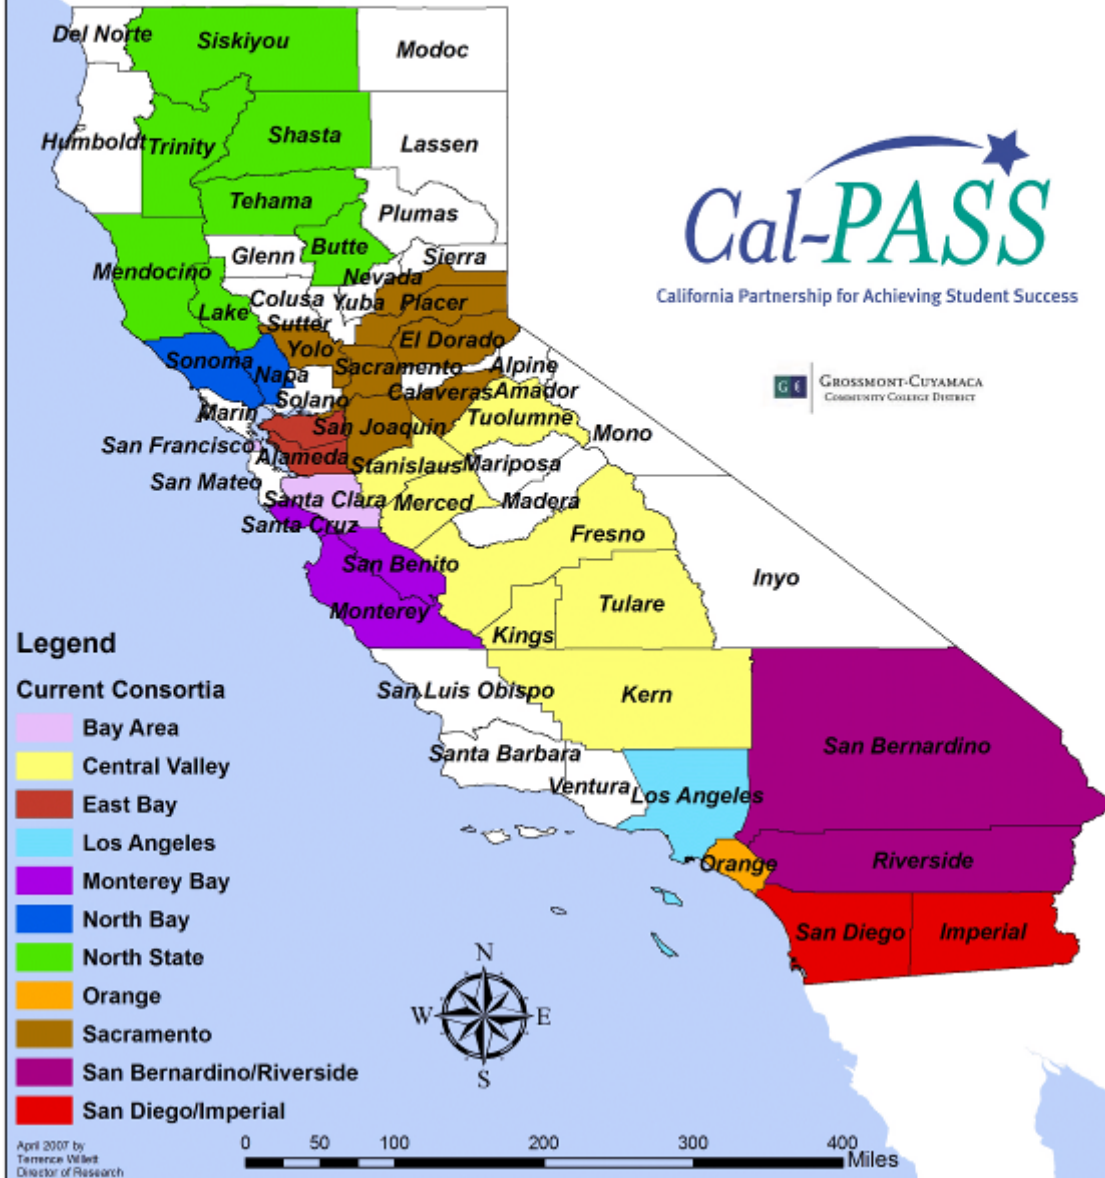 Del Norte
Siskiyou
Modoc
Humboldt
Trinity
Shasta
Lassen
Tehama
Plumas
Butte
Glenn
Sierra
Mendocino
Nevada
Colusa
Yuba
Placer
Lake
Sutter
El Dorado
Yolo
Sonoma
Napa
Sacramento
Alpine
Solano
Calaveras
Amador
Marin
San Joaquin
Tuolumne
Mono
San Francisco
Alameda
Stanislaus
Mariposa
San Mateo
Santa Clara
Merced
Madera
Santa Cruz
Fresno
San Benito
Inyo
Monterey
Tulare
Kings
San Luis Obispo
Kern
Santa Barbara
San Bernardino
Ventura
Los Angeles
Orange
Riverside
San Diego
Imperial
Cal-PASS
California Partnership for Achieving Student Success
G C
GROSSMONT-CUYAMACA
COMMUNITY COLLEGE DISTRICT
Legend
Current Consortia
Bay Area
Central Valley
East Bay
Los Angeles
Monterey Bay
North Bay
North State
Orange
Sacramento
San Bernardino/Riverside
San Diego/Imperial
N
W E
S
April 2007 by
Terrence Willett
Director of Research
0 50 100 200 300 400
Miles